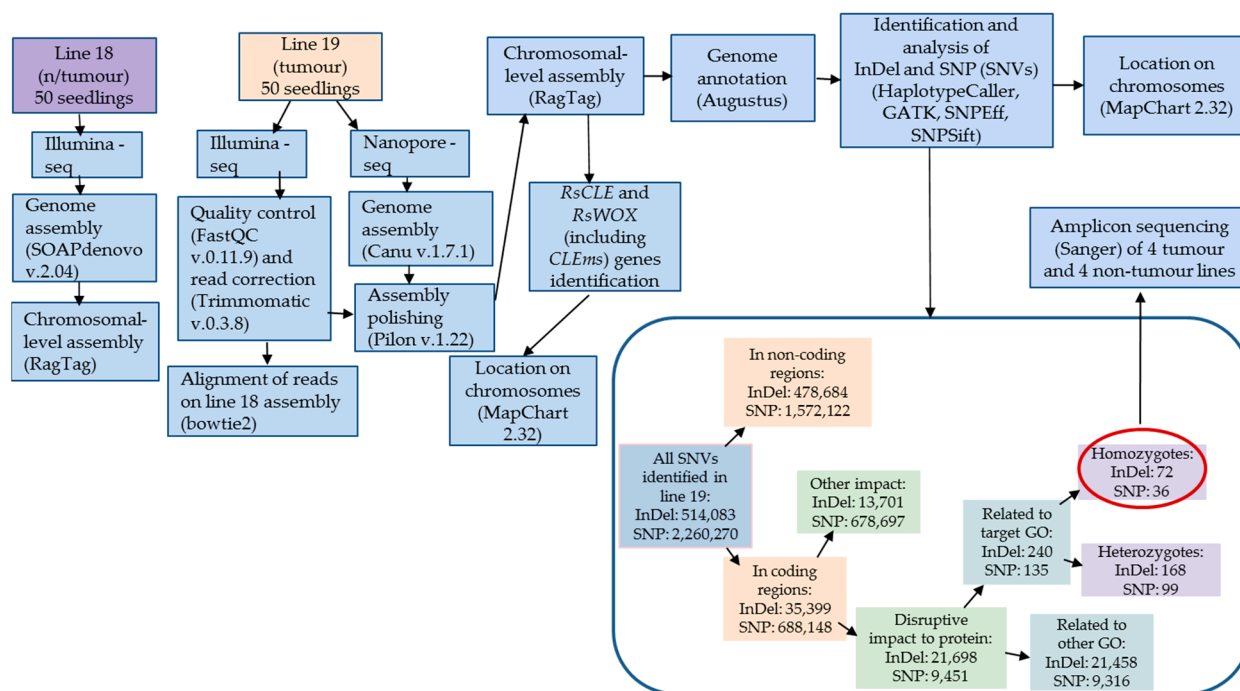 Line 18
(n/tumour)
50 seedlings
Illumina -
seq
Genome
assembly
(SOAPdenovo
v.2.04)
Chromosomal-
level assembly
(RagTag)
Line 19
(tumour)
50 seedlings
Illumina -
seq
Quality control
(FastQC
v.0.11.9) and
read correction
(Trimmomatic
v.0.3.8)
Alignment of reads
on line 18 assembly
(bowtie2)
Nanopore -
seq
Genome
assembly
(Canu v.1.7.1)
Assembly
polishing
(Pilon v.1.22)
Chromosomal-
level assembly
(RagTag)
RsCLE and
RsWOX
(including
CLEms) genes
identification
Location on
chromosomes
(MapChart
2.32)
Genome
annotation
(Augustus)
Identification and
analysis of
InDel and SNP (SNVs)
(HaplotypeCaller,
GATK, SNPEff,
SNPSift)
Location on
chromosomes
(MapChart 2.32)
Amplicon sequencing
(Sanger) of 4 tumour
and 4 non-tumour lines
All SNVs
identified in
line 19:
InDel: 514,083
SNP: 2,260,270
In non-coding
regions:
InDel: 478,684
SNP: 1,572,122
In coding
regions:
InDel: 35,399
SNP: 688,148
Other impact:
InDel: 13,701
SNP: 678,697
Disruptive
impact to protein:
InDel: 21,698
SNP: 9,451
Related to
target GO:
InDel: 240
SNP: 135
Related to
other GO:
InDel: 21,458
SNP: 9,316
Homozygotes:
InDel: 72
SNP: 36
Heterozygotes:
InDel: 168
SNP: 99